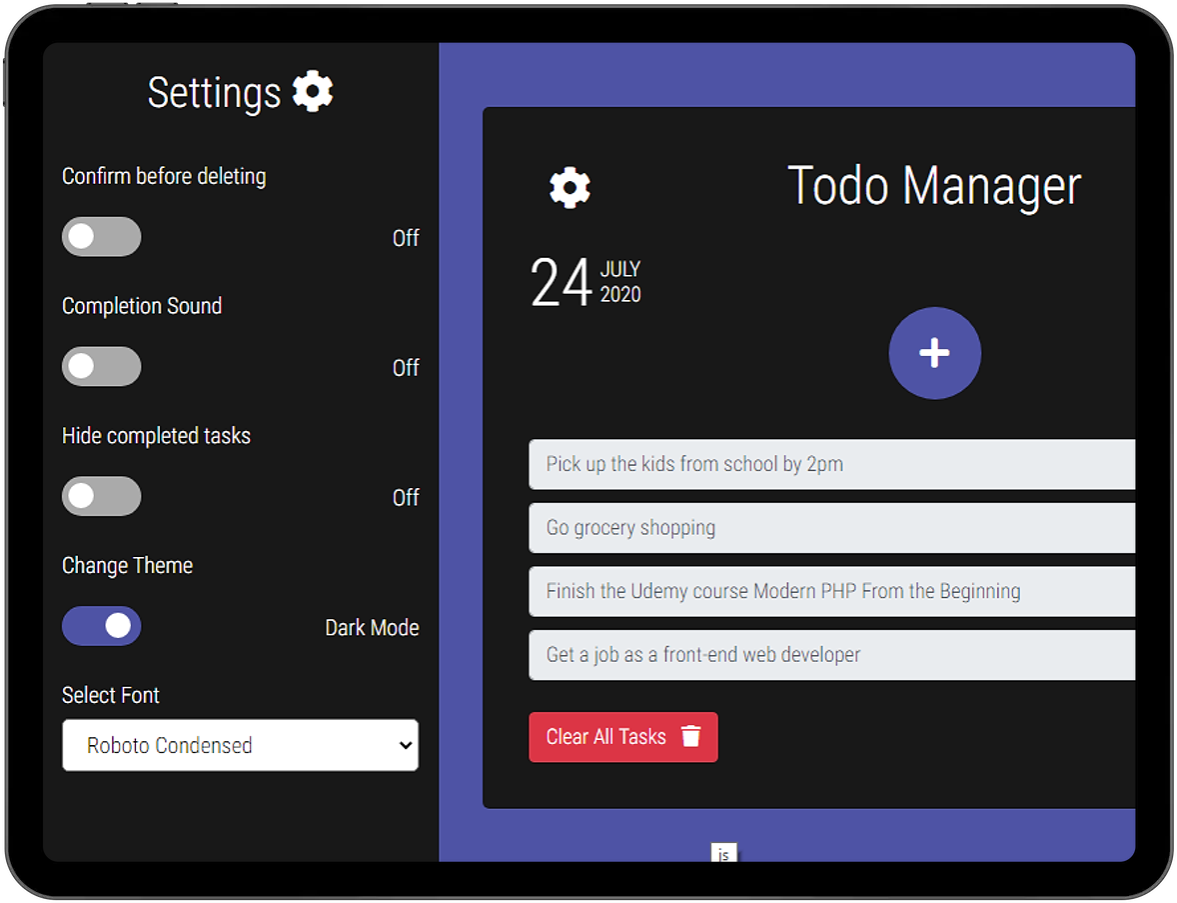 Settings
Confirm before deleting
Off
Completion Sound
Off
Hide completed tasks
Off
Change Theme
Dark Mode
Select Font
Roboto Condensed
Todo Manager
24
JULY
2020
Pick up the kids from school by 2pm
Go grocery shopping
Finish the Udemy course Modern PHP From the Beginning
Get a job as a front-end web developer
Clear All Tasks
js